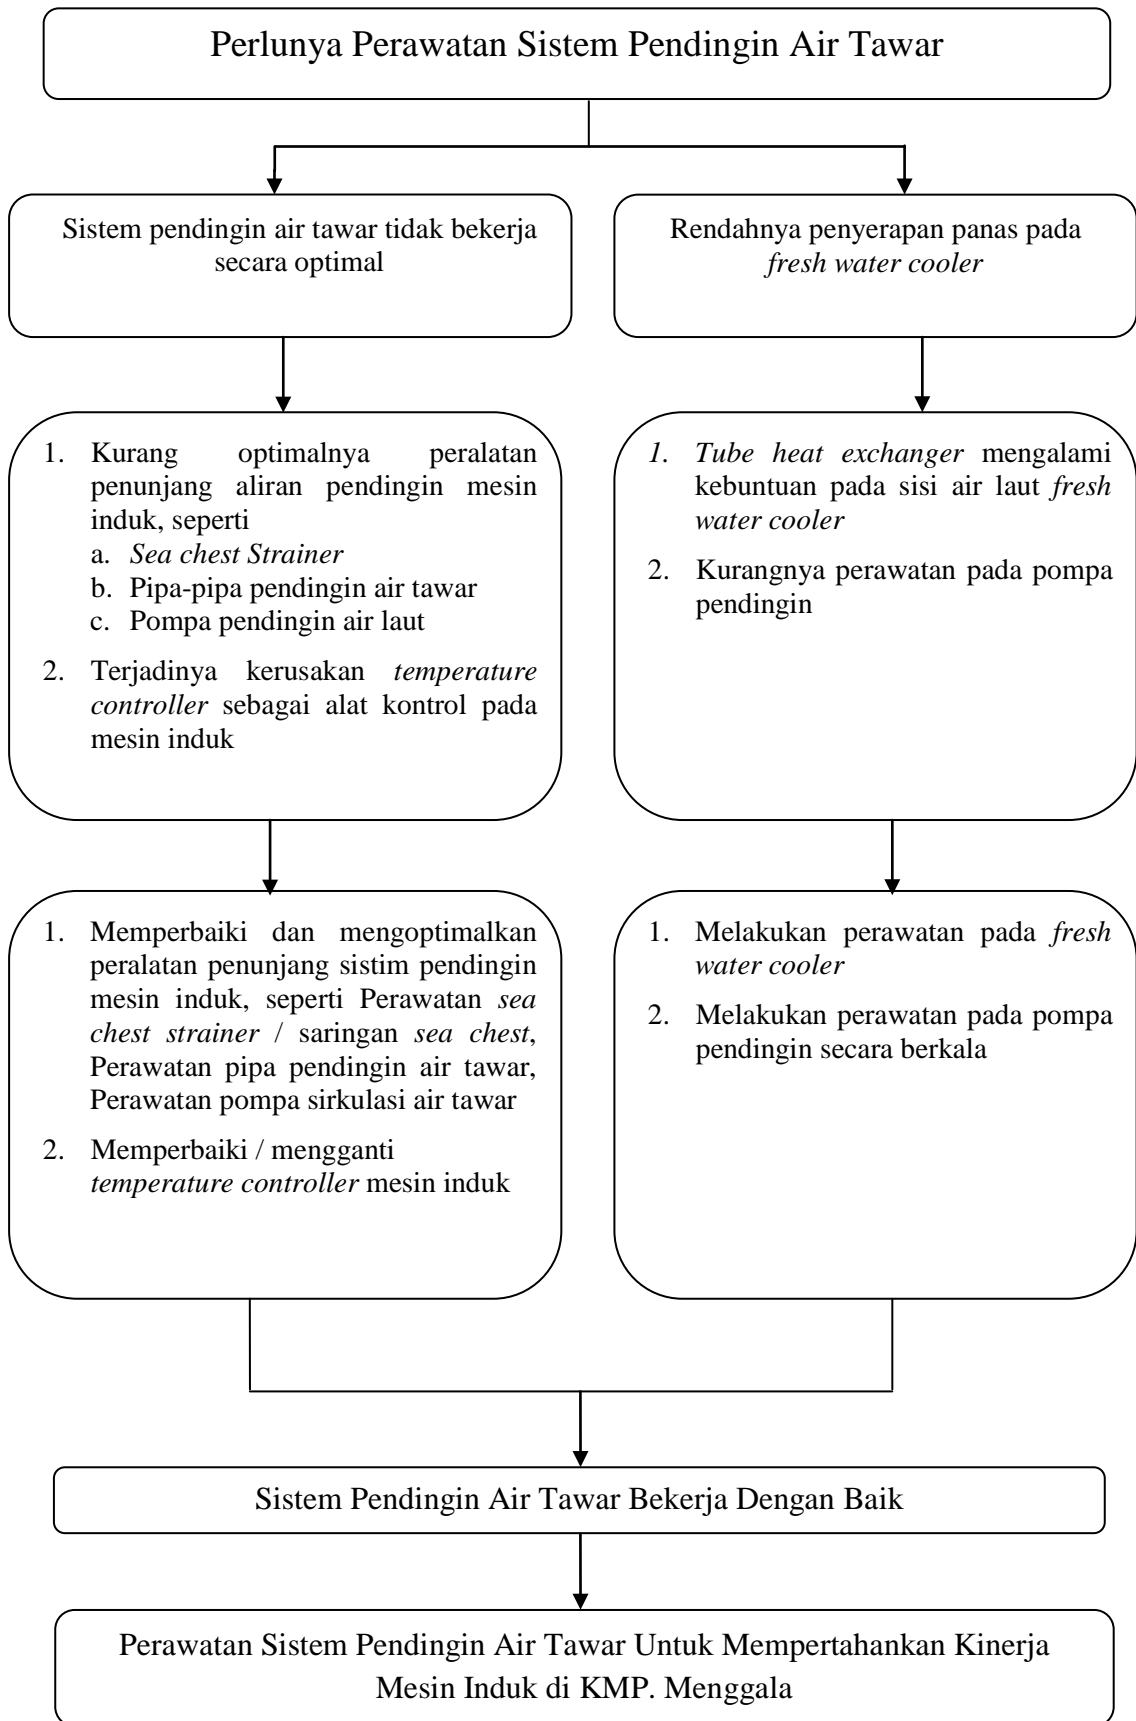 Perlunya Perawatan Sistem Pendingin Air Tawar
Sistem pendingin air tawar tidak bekerja
secara optimal
Rendahnya penyerapan panas pada
fresh water cooler
1. Kurang optimalnya peralatan
penunjang aliran pendingin mesin
induk, seperti
a. Sea chest Strainer
b. Pipa-pipa pendingin air tawar
c. Pompa pendingin air laut
2. Terjadinya kerusakan temperature
controller sebagai alat kontrol pada
mesin induk
1. Tube heat exchanger mengalami
kebuntuan pada sisi air laut fresh
water cooler
2. Kurangnya perawatan pada pompa
pendingin
1. Memperbaiki dan mengoptimalkan
peralatan penunjang sistim pendingin
mesin induk, seperti Perawatan sea
chest strainer / saringan sea chest,
Perawatan pipa pendingin air tawar,
Perawatan pompa sirkulasi air tawar
2. Memperbaiki / mengganti
temperature controller mesin induk
1. Melakukan perawatan pada fresh
water cooler
2. Melakukan perawatan pada pompa
pendingin secara berkala
Sistem Pendingin Air Tawar Bekerja Dengan Baik
Perawatan Sistem Pendingin Air Tawar Untuk Mempertahankan Kinerja
Mesin Induk di KMP. Menggala